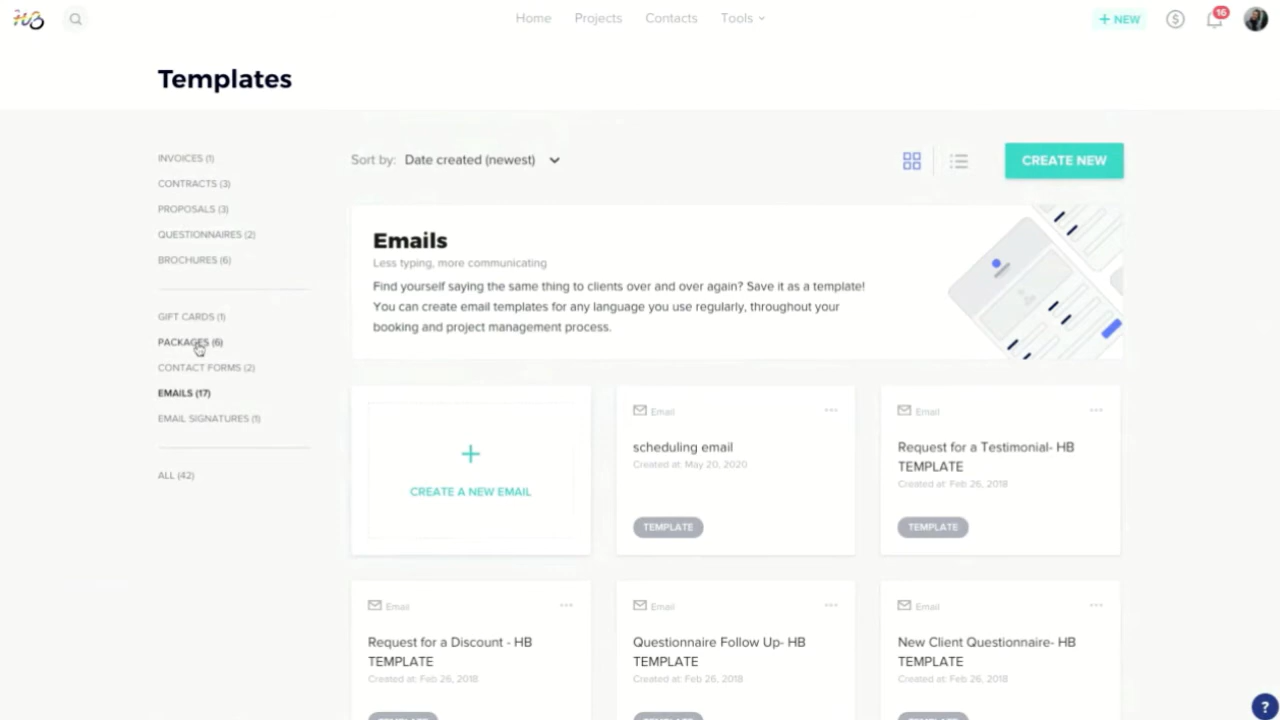 HB
Home
Projects
Contacts
Tools
+ NEW
$
16
Templates
INVOICES (1)
CONTRACTS (3)
PROPOSALS (3)
QUESTIONNAIRES (2)
BROCHURES (6)
GIFT CARDS (1)
PACKAGES (6)
CONTACT FORMS (2)
EMAILS (17)
EMAIL SIGNATURES (1)
ALL (42)
Sort by: Date created (newest)
CREATE NEW
Emails
Less typing, more communicating
Find yourself saying the same thing to clients over and over again? Save it as a template!
You can create email templates for any language you use regularly, throughout your
booking and project management process.
+
CREATE A NEW EMAIL
Email
scheduling email
Created at: May 20, 2020
TEMPLATE
Email
Request for a Testimonial- HB
TEMPLATE
Created at: Feb 26, 2018
TEMPLATE
Email
Request for a Discount - HB
TEMPLATE
Created at: Feb 26, 2018
TEMPLATE
Email
Questionnaire Follow Up- HB
TEMPLATE
Created at: Feb 26, 2018
TEMPLATE
Email
New Client Questionnaire- HB
TEMPLATE
Created at: Feb 26, 2018
TEMPLATE
?